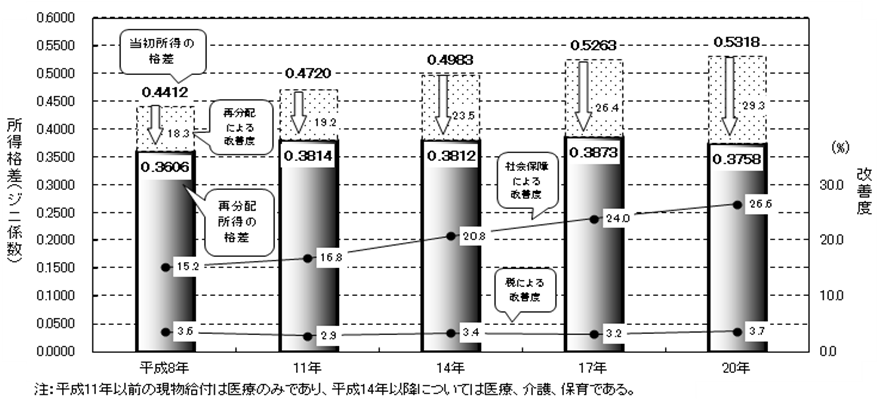 0.6000
0.5500
0.5000
0.4500
0.4000
0.3500
0.3000
0.2500
0.2000
0.1500
0.1000
0.0500
0.0000
所得格差(ジニ係数)
当初所得の
格差
0.4412
0.4720
0.4983
0.5263
0.5318
18.3
19.2
23.5
26.4
29.3
再分配
による
改善度
0.3606
0.3814
0.3812
0.3873
0.3758
再分配
所得の
格差
社会保障
による
改善度
15.2
16.8
20.8
24.0
26.6
税による
改善度
3.6
2.9
3.4
3.2
3.7
(%)
改善度
30.0
20.0
10.0
0.0
平成8年
11年
14年
17年
20年
注：平成11年以前の現物給付は医療のみであり、平成14年以降については医療、介護、保育である。